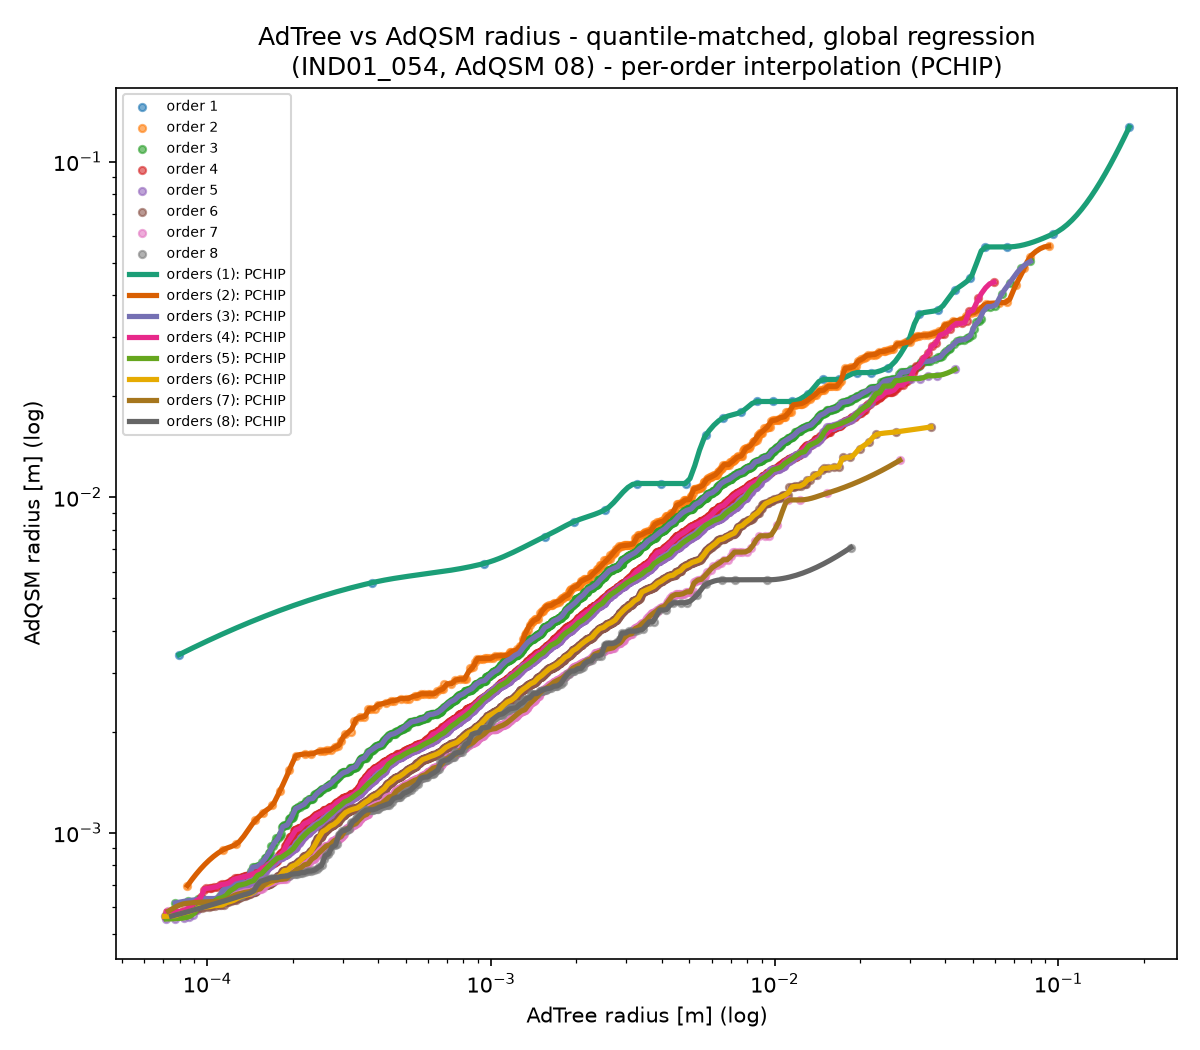 AdTree vs AdQSM radius - quantile-matched, global regression
(IND01_054, AdQSM 08) - per-order interpolation (PCHIP)
order 1
order 2
order 3
order 4
order 5
order 6
order 7
order 8
orders (1): PCHIP
orders (2): PCHIP
orders (3): PCHIP
orders (4): PCHIP
orders (5): PCHIP
orders (6): PCHIP
orders (7): PCHIP
orders (8): PCHIP
AdQSM radius [m] (log)
10⁻¹
10⁻²
10⁻³
10⁻⁴ 10⁻³ 10⁻² 10⁻¹
AdTree radius [m] (log)